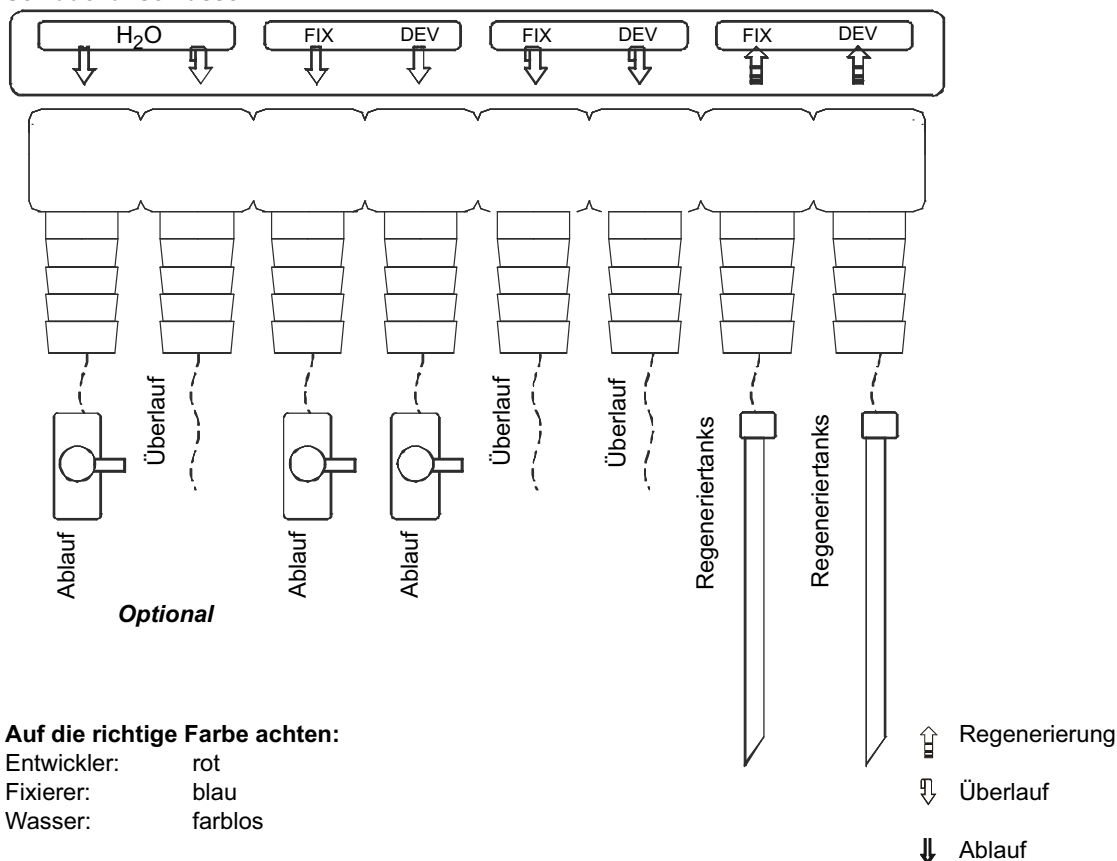 H₂O FIX DEV FIX DEV FIX DEV
Überlauf
Überlauf
Überlauf
Regeneriertanks
Regeneriertanks
Ablauf
Ablauf
Ablauf
Optional
Auf die richtige Farbe achten:
Entwickler: rot
Fixierer: blau
Wasser: farblos
Regenerierung
Überlauf
Ablauf